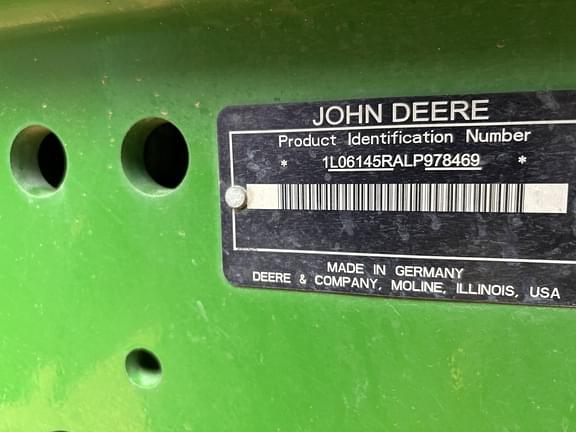 JOHN DEERE
Product Identification Number
* 1L06145RALP978469 *
MADE IN GERMANY
DEERE & COMPANY, MOLINE, ILLINOIS, USA